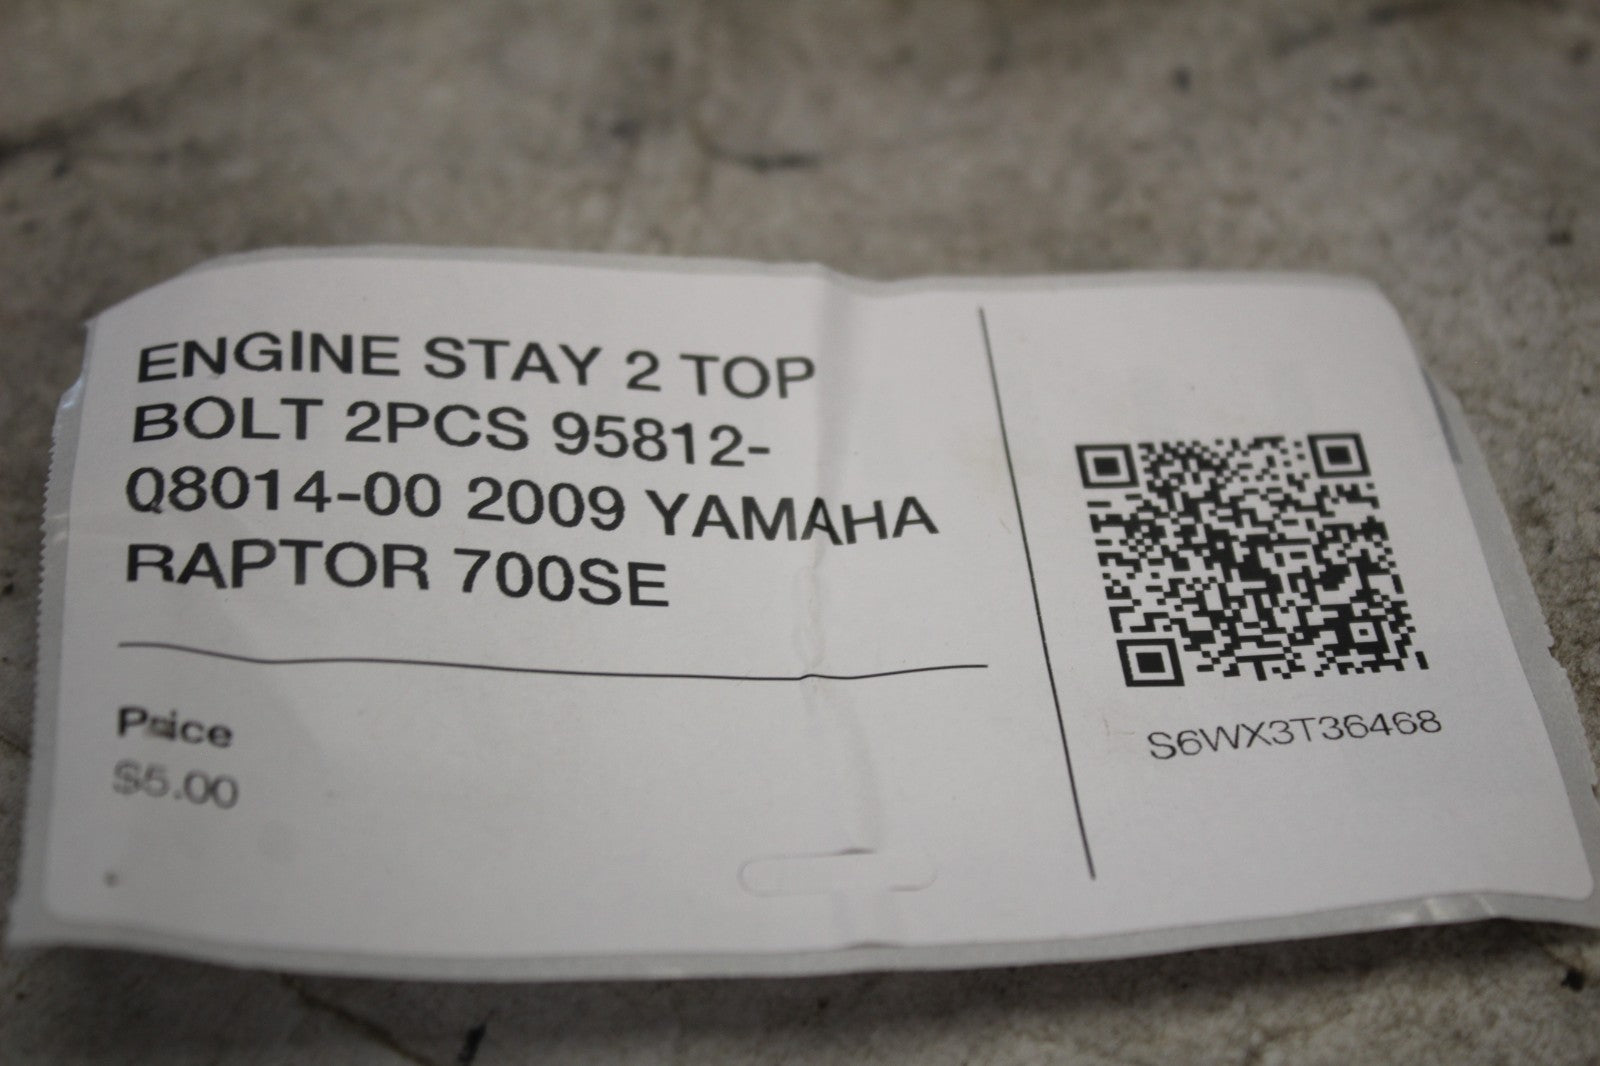 ENGINE STAY 2 TOP
BOLT 2PCS 95812-
08014-00 2009 YAMAHA
RAPTOR 700SE
Price
$5.00
S6WX3T36468